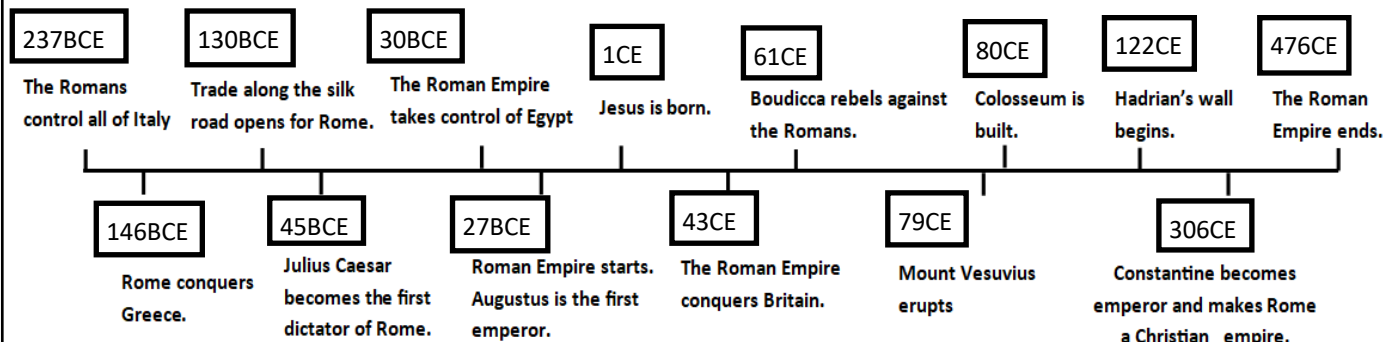 237BCE
The Romans
control all of Italy
130BCE
Trade along the silk
road opens for Rome.
30BCE
The Roman Empire
takes control of Egypt
1CE
Jesus is born.
61CE
Boudicca rebels against
the Romans.
80CE
Colosseum is
built.
122CE
Hadrian's wall
begins.
476CE
The Roman
Empire ends.
146BCE
Rome conquers
Greece.
45BCE
Julius Caesar
becomes the first
dictator of Rome.
27BCE
Roman Empire starts.
Augustus is the first
emperor.
43CE
The Roman Empire
conquers Britain.
79CE
Mount Vesuvius
erupts
306CE
Constantine becomes
emperor and makes Rome
a Christian empire.